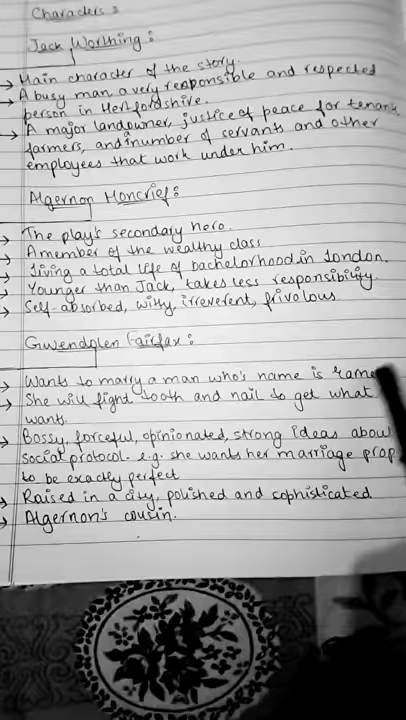 Characters :
Jack Worthing :
→ Main character of the story.
→ A busy man a very responsible and respected
person in Hertfordshire.
→ A major landowner, justice of peace for tenant
farmers, and a number of servants and other
employees that work under him.
Algernon Moncrief :
→ The play's secondary hero.
→ A member of the wealthy class
→ living a total life of bachelorhood in London.
→ Younger than Jack, takes less responsibility.
→ Self-absorbed, witty, irreverent, frivolous
Gwendolen Fairfax :
→ Wants to marry a man who's name is
→ She will fight tooth and nail to get what
wants.
→ Bossy, forceful, opinionated, strong ideas about
social protocol. e.g. she wants her marriage prop
to be exactly perfect
→ Raised in a city, polished and sophisticated
→ Algernon's cousin.